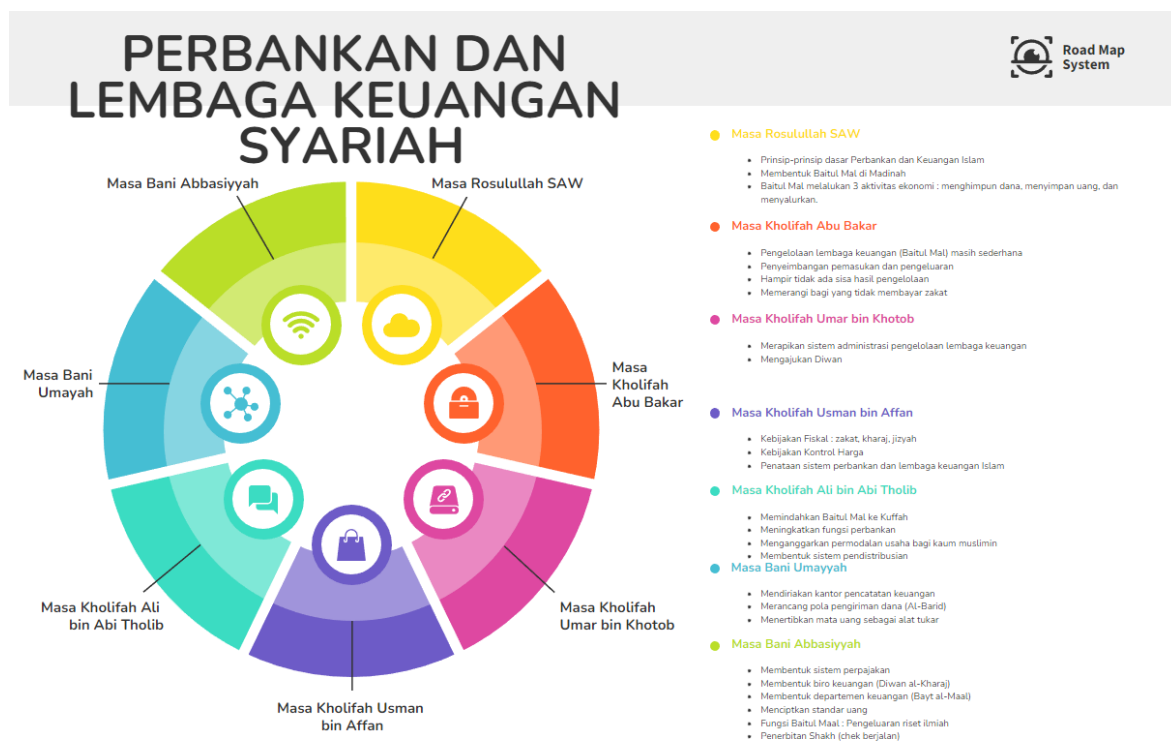 PERBANKAN DAN
LEMBAGA KEUANGAN
SYARIAH
Road Map
System
Masa Bani Abbasiyyah
Masa Rosulullah SAW
Masa Bani
Umayah
Masa
Kholifah
Abu Bakar
Masa Kholifah Ali
bin Abi Tholib
Masa Kholifah
Umar bin Khotob
Masa Kholifah Usman
bin Affan
Masa Rosulullah SAW
• Prinsip-prinsip dasar Perbankan dan Keuangan Islam
• Membentuk Baitul Mal di Madinah
• Baitul Mal melalukan 3 aktivitas ekonomi : menghimpun dana, menyimpan uang, dan
menyalurkan.
Masa Kholifah Abu Bakar
• Pengelolaan lembaga keuangan (Baitul Mal) masih sederhana
• Penyeimbangan pemasukan dan pengeluaran
• Hampir tidak ada sisa hasil pengelolaan
• Memerangi bagi yang tidak membayar zakat
Masa Kholifah Umar bin Khotob
• Merapikan sistem administrasi pengelolaan lembaga keuangan
• Mengajukan Diwan
Masa Kholifah Usman bin Affan
• Kebijakan Fiskal : zakat, kharaj, jizyah
• Kebijakan Kontrol Harga
• Penataan sistem perbankan dan lembaga keuangan Islam
Masa Kholifah Ali bin Abi Tholib
• Memindahkan Baitul Mal ke Kuffah
• Meningkatkan fungsi perbankan
• Menganggarkan permodalan usaha bagi kaum muslimin
• Membentuk sistem pendistribusian
Masa Bani Umayyah
• Mendiriakan kantor pencatatan keuangan
• Merancang pola pengiriman dana (Al-Barid)
• Menertibkan mata uang sebagai alat tukar
Masa Bani Abbasiyyah
• Membentuk sistem perpajakan
• Membentuk biro keuangan (Diwan al-Kharaj)
• Membentuk departemen keuangan (Bayt al-Maal)
• Menciptkan standar uang
• Fungsi Baitul Maal : Pengeluaran riset ilmiah
• Penerbitan Shakh (chek berjalan)